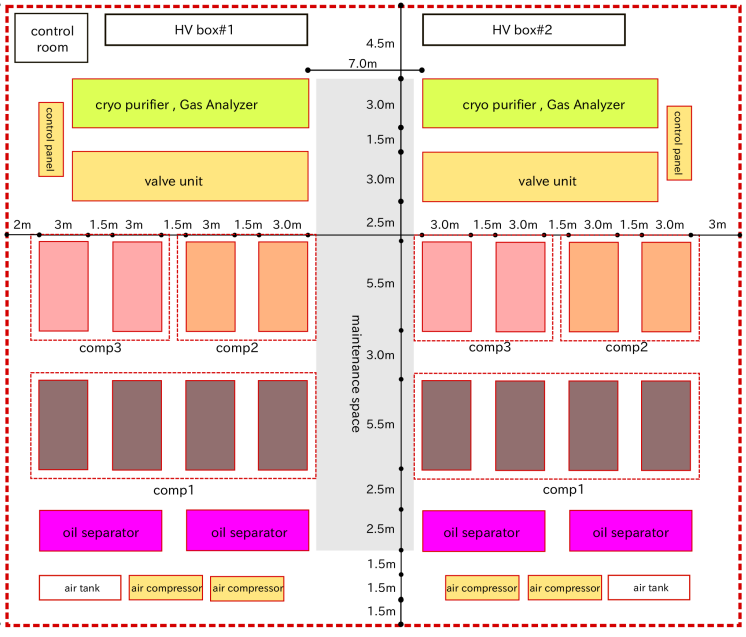 control
room
HV box#1
HV box#2
4.5m
7.0m
cryo purifier , Gas Analyzer
3.0m
cryo purifier , Gas Analyzer
control panel
control panel
1.5m
valve unit
3.0m
valve unit
2.5m
2m 3m 1.5m 3m 1.5m 3m 1.5m 3.0m
3.0m 1.5m 3.0m 1.5m 3.0m 1.5m 3.0m 3m
5.5m
comp3
comp2
comp3
comp2
maintenance space
3.0m
5.5m
comp1
2.5m
comp1
oil separator
oil separator
2.5m
oil separator
oil separator
1.5m
air tank
air compressor
air compressor
1.5m
air compressor
air compressor
air tank
1.5m